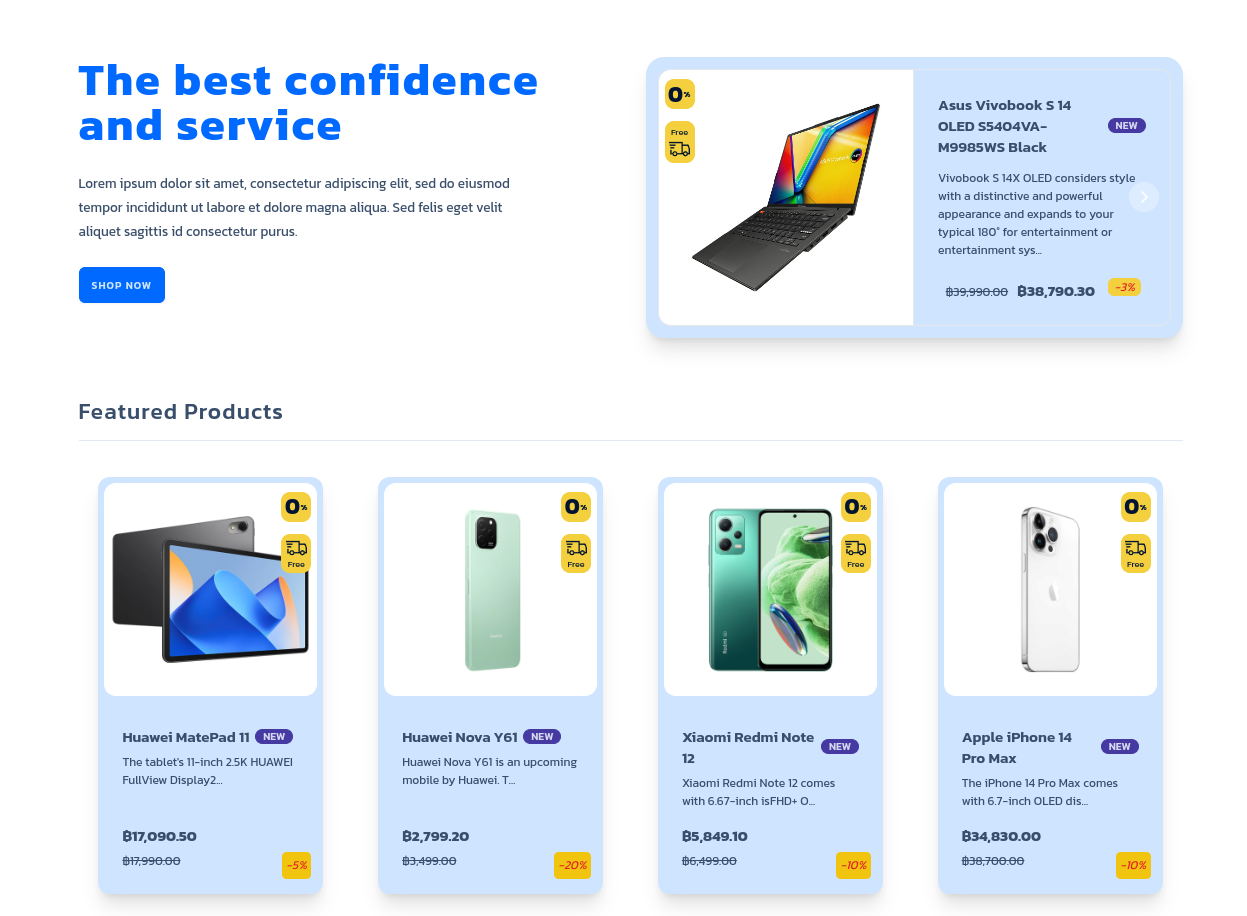 The best confidence
and service
Lorem ipsum dolor sit amet, consectetur adipiscing elit, sed do eiusmod
tempor incididunt ut labore et dolore magna aliqua. Sed felis eget velit
aliquet sagittis id consectetur purus.
SHOP NOW
0%
Free
Asus Vivobook S 14
OLED S5404VA-
M9985WS Black
NEW
Vivobook S 14X OLED considers style
with a distinctive and powerful
appearance and expands to your
typical 180° for entertainment or
entertainment sys...
฿39,990.00 ฿38,790.30 -3%
Featured Products
0%
Free
Huawei MatePad 11 NEW
The tablet's 11-inch 2.5K HUAWEI
FullView Display2...
฿17,090.50
฿17,990.00
-5%
0%
Free
Huawei Nova Y61 NEW
Huawei Nova Y61 is an upcoming
mobile by Huawei. T...
฿2,799.20
฿3,499.00
-20%
0%
Free
Xiaomi Redmi Note
12
NEW
Xiaomi Redmi Note 12 comes
with 6.67-inch isFHD+ O...
฿5,849.10
฿6,499.00
-10%
0%
Free
Apple iPhone 14
Pro Max
NEW
The iPhone 14 Pro Max comes
with 6.7-inch OLED dis...
฿34,830.00
฿38,700.00
-10%